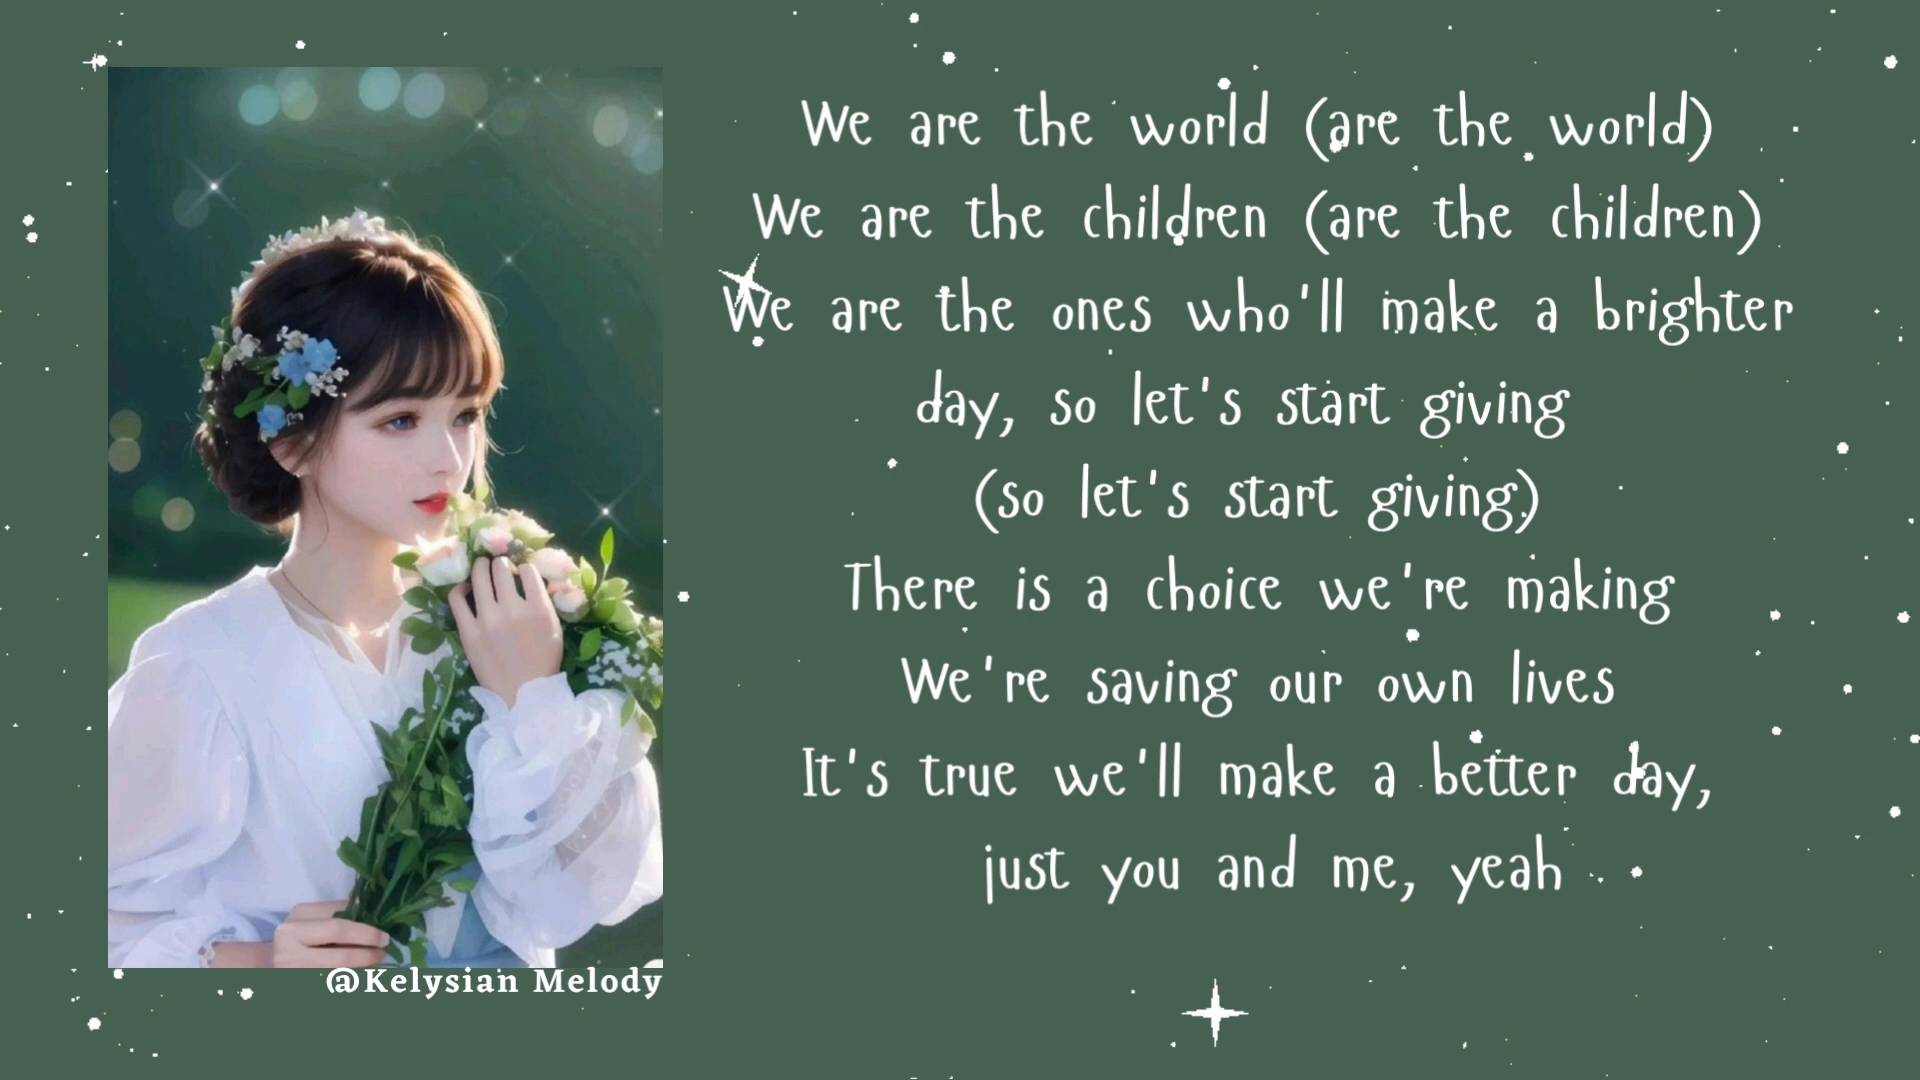 We are the world (are the world)
We are the children (are the children)
We are the ones who'll make a brighter
day, so let's start giving
(so let's start giving)
There is a choice we're making
We're saving our own lives
It's true we'll make a better day,
just you and me, yeah
@Kelysian Melody